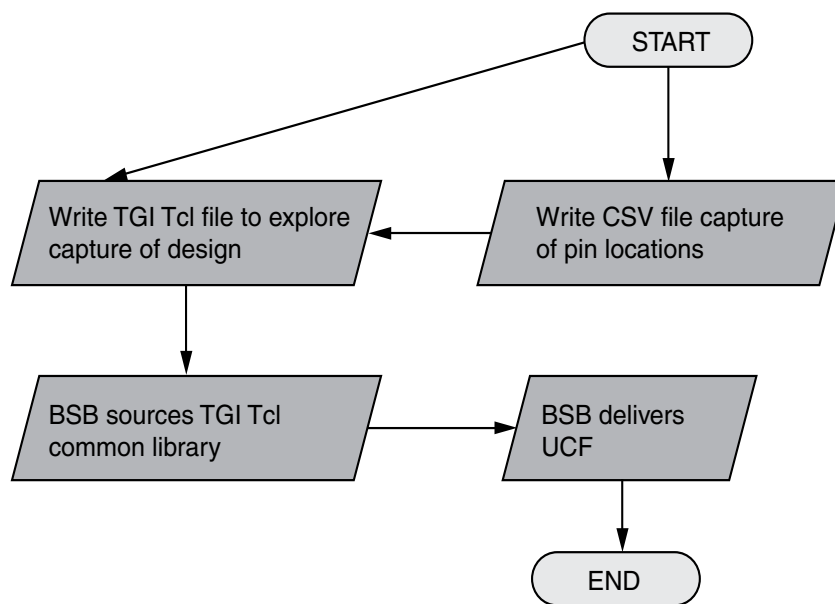 START
Write TGI Tcl file to explore
capture of design
Write CSV file capture
of pin locations
BSB sources TGI Tcl
common library
BSB delivers
UCF
END